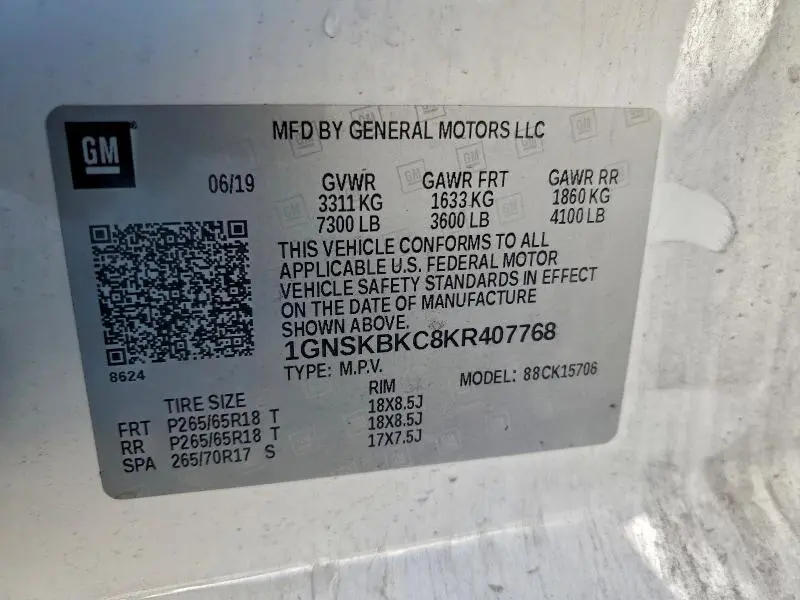 GM
MFD BY GENERAL MOTORS LLC
06/19 GVWR GAWR FRT GAWR RR
3311 KG 1633 KG 1860 KG
7300 LB 3600 LB 4100 LB
THIS VEHICLE CONFORMS TO ALL
APPLICABLE U.S. FEDERAL MOTOR
VEHICLE SAFETY STANDARDS IN EFFECT
ON THE DATE OF MANUFACTURE
SHOWN ABOVE.
1GNSKBKC8KR407768
8624
TYPE: M.P.V. MODEL: 88CK15706
TIRE SIZE RIM
FRT P265/65R18 T 18X8.5J
RR P265/65R18 T 18X8.5J
SPA 265/70R17 S 17X7.5J